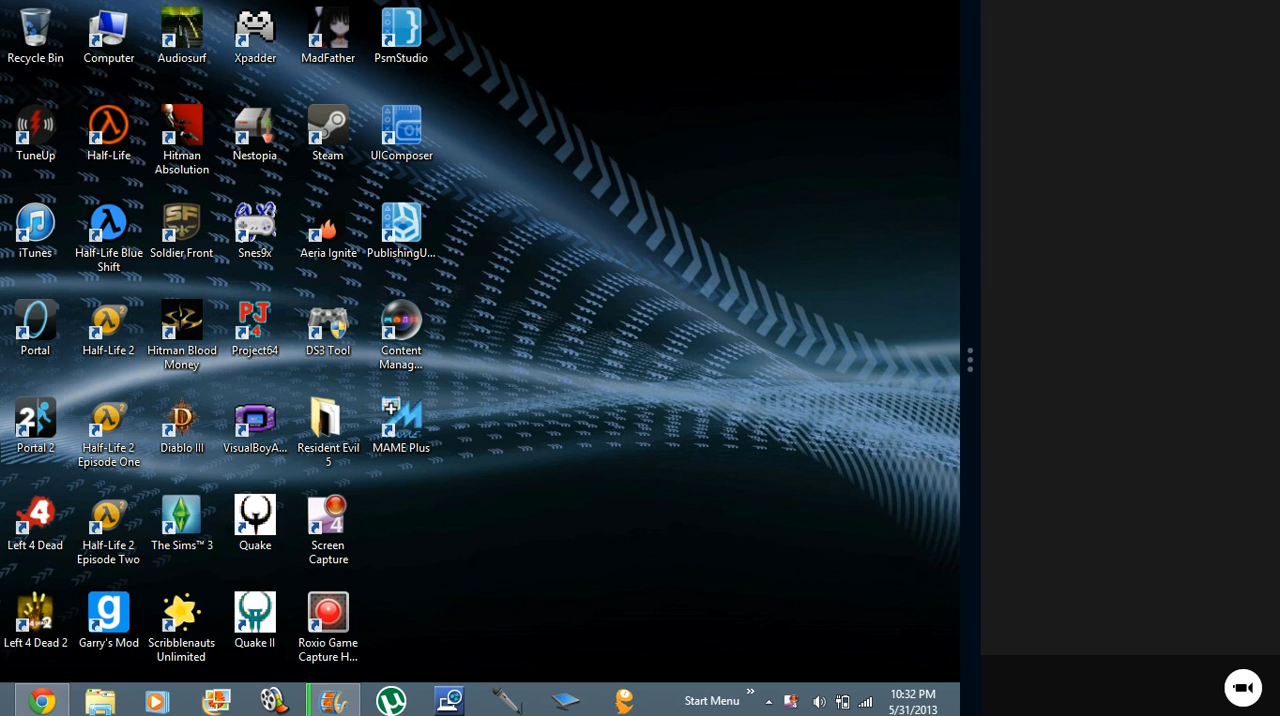 Recycle Bin
Computer
Audiosurf
Xpadder
MadFather
PsmStudio
TuneUp
Half-Life
Hitman
Absolution
Nestopia
Steam
UIComposer
iTunes
Half-Life Blue
Shift
Soldier Front
Snes9x
Aeria Ignite
PublishingU...
Portal
Half-Life 2
Hitman Blood
Money
Project64
DS3 Tool
Content
Manag...
Portal 2
Half-Life 2
Episode One
Diablo III
VisualBoyA...
Resident Evil
5
MAME Plus
Left 4 Dead
Half-Life 2
Episode Two
The Sims™ 3
Quake
Screen
Capture
Left 4 Dead 2
Garry's Mod
Scribblenauts
Unlimited
Quake II
Roxio Game
Capture H...
Start Menu
10:32 PM
5/31/2013